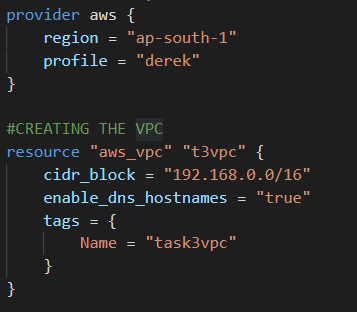 provider aws {
    region = "ap-south-1"
    profile = "derek"
}

#CREATING THE VPC
resource "aws_vpc" "t3vpc" {
    cidr_block = "192.168.0.0/16"
    enable_dns_hostnames = "true"
    tags = {
        Name = "task3vpc"
    }
}